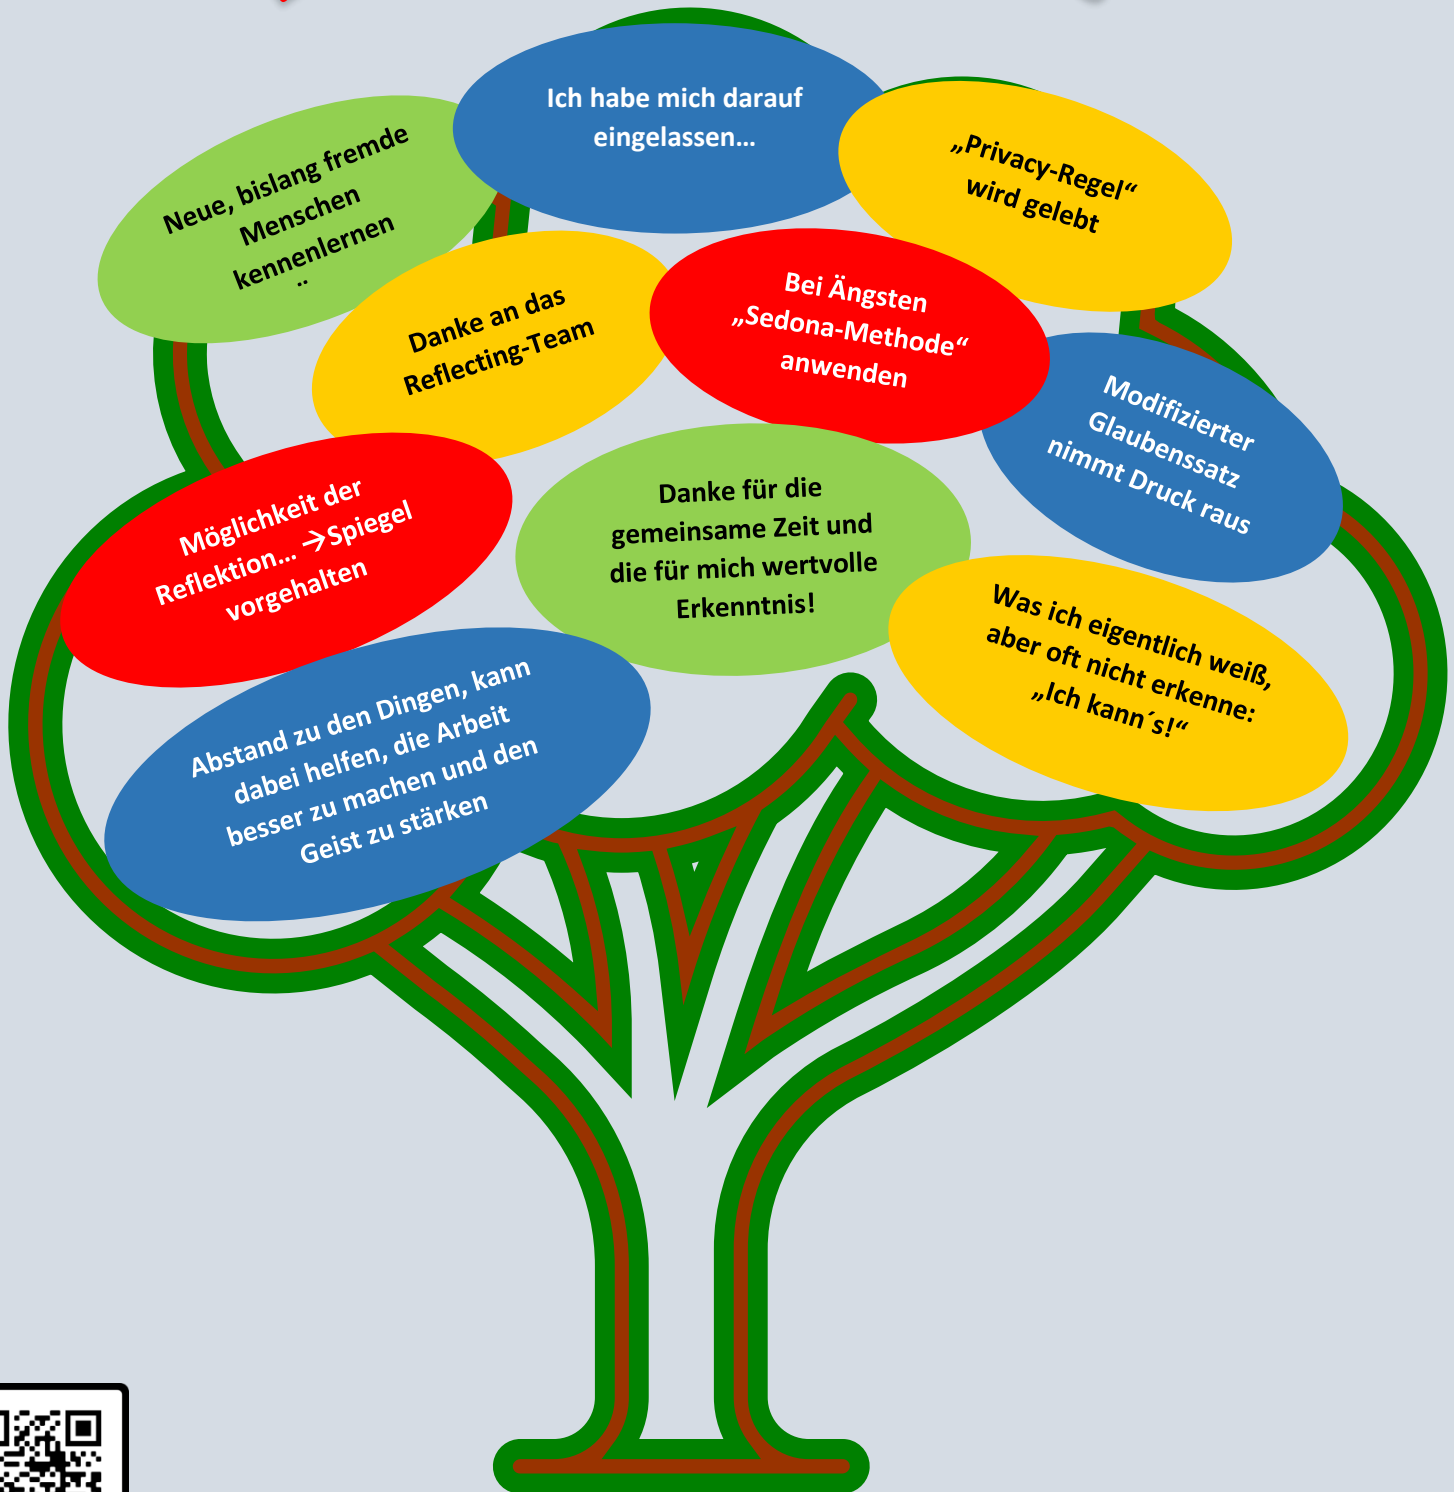 Ich habe mich darauf
eingelassen...
Neue, bislang fremde
Menschen
kennenlernen
„Privacy-Regel“
wird gelebt
Danke an das
Reflecting-Team
Bei Ängsten
„Sedona-Methode“
anwenden
Modifizierter
Glaubenssatz
nimmt Druck raus
Möglichkeit der
Reflektion... →Spiegel
vorgehalten
Danke für die
gemeinsame Zeit und
die für mich wertvolle
Erkenntnis!
Was ich eigentlich weiß,
aber oft nicht erkenne:
„Ich kann´s!“
Abstand zu den Dingen, kann
dabei helfen, die Arbeit
besser zu machen und den
Geist zu stärken